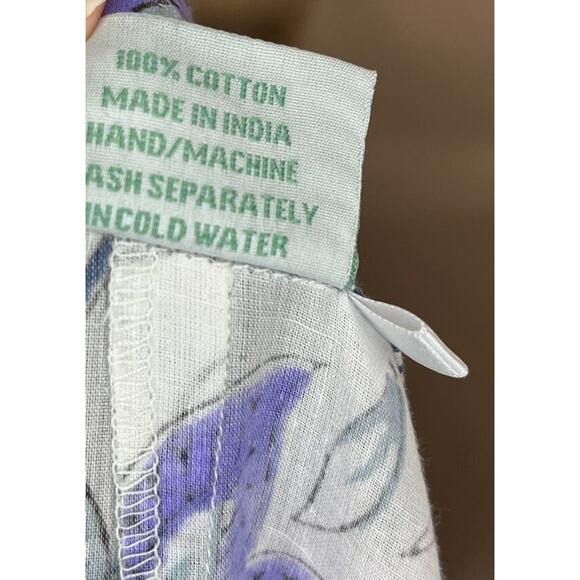 100% COTTON
MADE IN INDIA
HAND/MACHINE
ASH SEPARATELY
IN COLD WATER